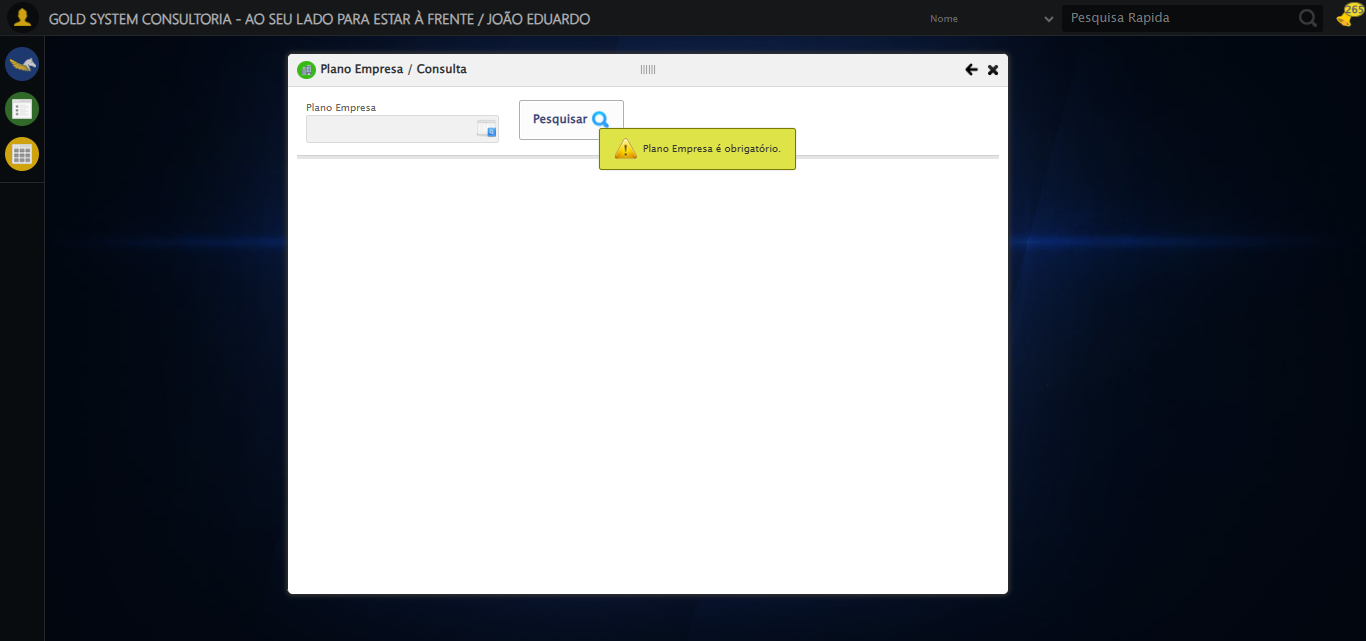 GOLD SYSTEM CONSULTORIA - AO SEU LADO PARA ESTAR À FRENTE / JOÃO EDUARDO
Nome
Pesquisa Rapida
265
Plano Empresa / Consulta
Plano Empresa
Pesquisar
Plano Empresa é obrigatório.